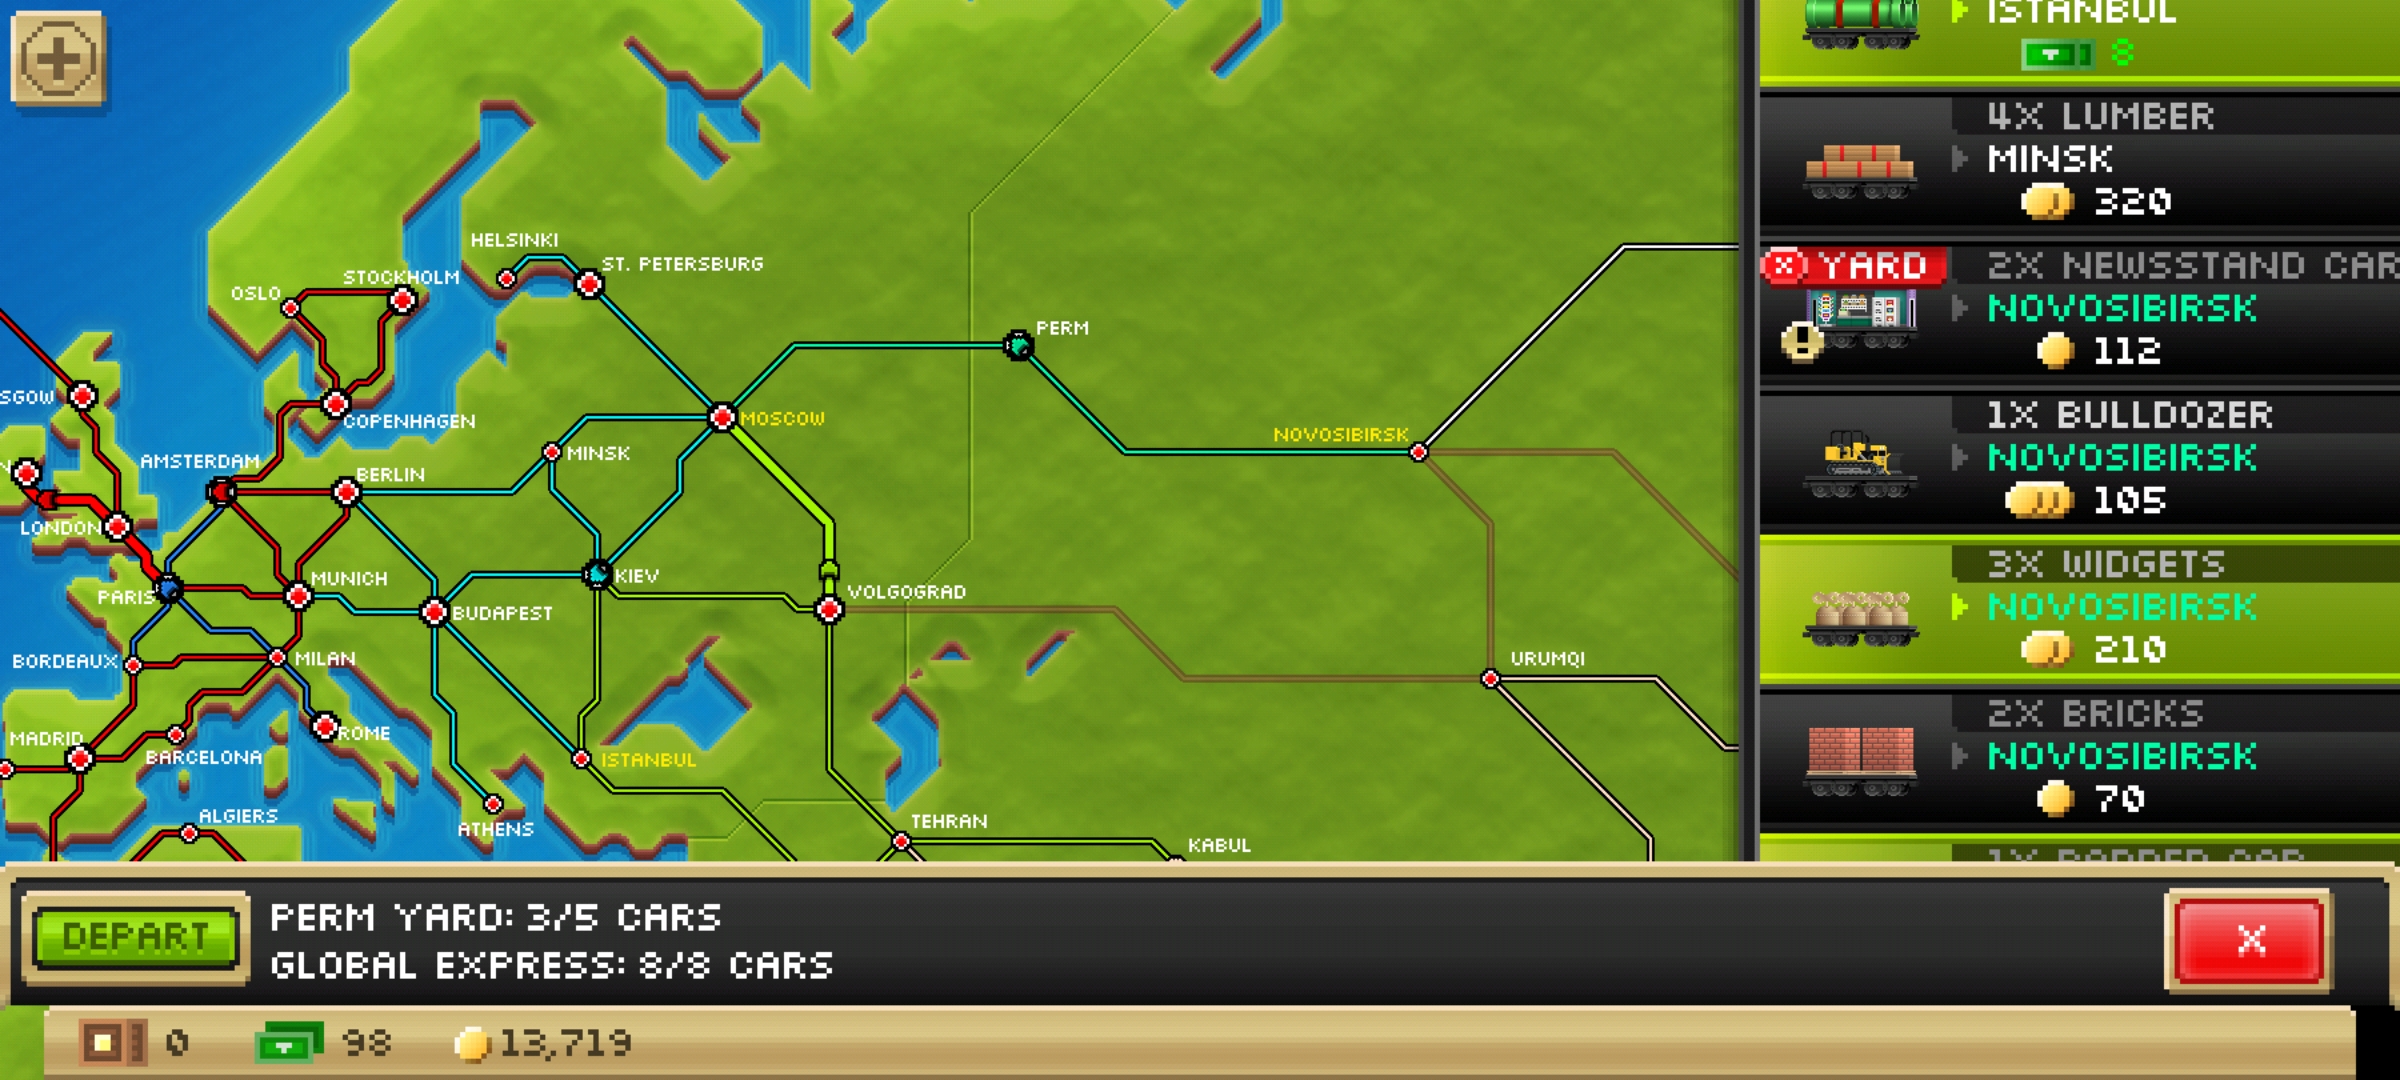 HELSINKI
ST. PETERSBURG
STOCKHOLM
OSLO
PERM
SGOW
COPENHAGEN
MOSCOW
NOVOSIBIRSK
MINSK
AMSTERDAM
BERLIN
N
LONDON
MUNICH
KIEV
PARIS
VOLGOGRAD
BUDAPEST
BORDEAUX
MILAN
URUMQI
MADRID
ROME
BARCELONA
ISTANBUL
ALGIERS
ATHENS
TEHRAN
KABUL
ISTANBUL
8
4X LUMBER
MINSK
320
YARD
2X NEWSSTAND CAR
NOVOSIBIRSK
112
1X BULLDOZER
NOVOSIBIRSK
105
3X WIDGETS
NOVOSIBIRSK
210
2X BRICKS
NOVOSIBIRSK
70
DEPART
PERM YARD: 3/5 CARS
GLOBAL EXPRESS: 8/8 CARS
X
0
98
13,719